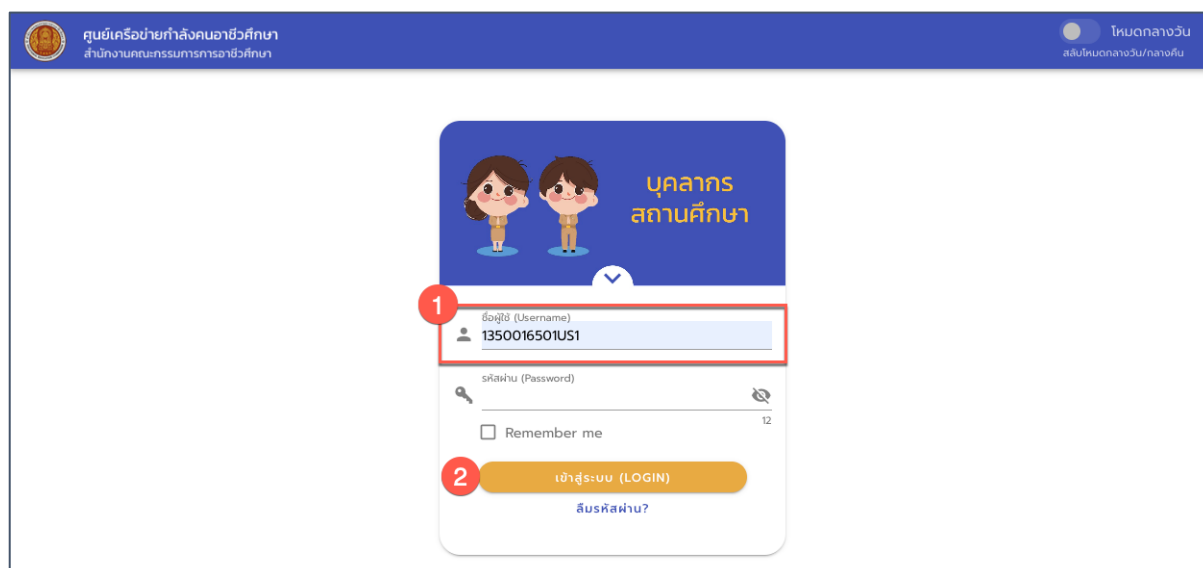 ศูนย์เครือข่ายกำลังคนอาชีวศึกษา
สำนักงานคณะกรรมการการอาชีวศึกษา
โหมดกลางวัน
สลับโหมดกลางวัน/กลางคืน
บุคลากร
สถานศึกษา
1
ชื่อผู้ใช้ (Username)
1350016501US1
รหัสผ่าน (Password)
12
Remember me
2
เข้าสู่ระบบ (LOGIN)
ลืมรหัสผ่าน?